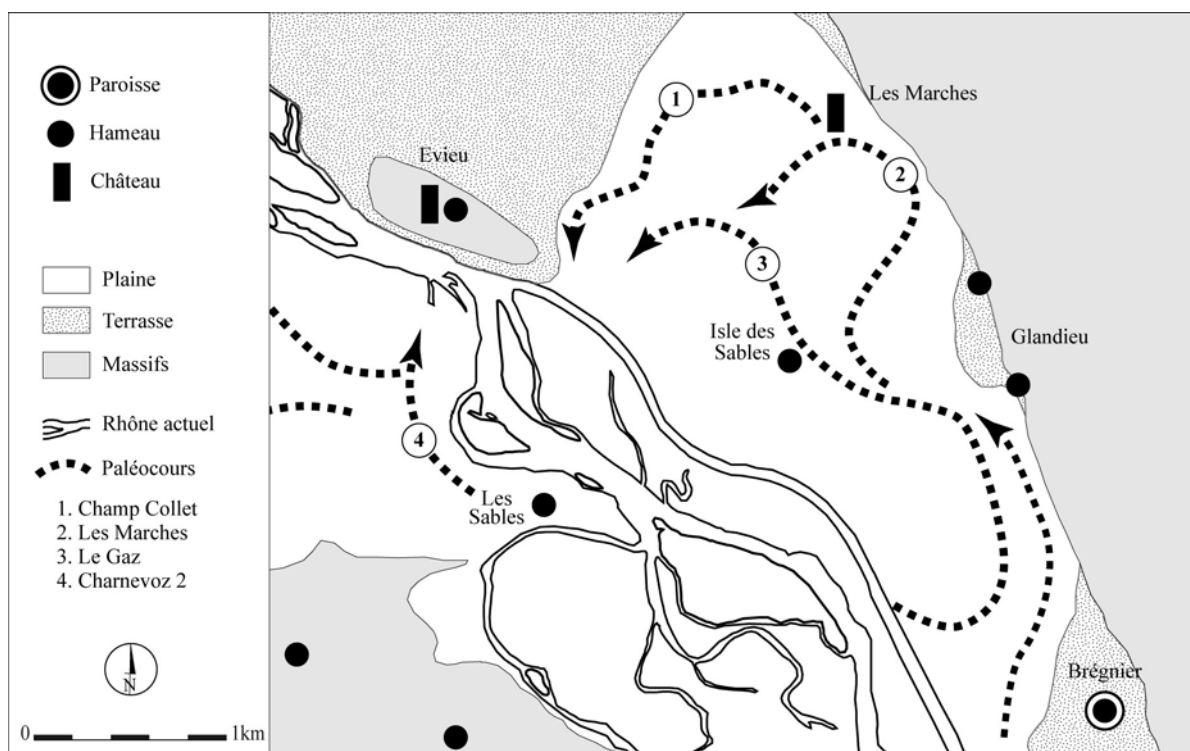 Paroisse
Hameau
Château
Plaine
Terrasse
Massifs
Rhône actuel
Paléocours
1. Champ Collet
2. Les Marches
3. Le Gaz
4. Charnevoz 2
N
0 1km
1
Les Marches
Evieu
2
3
Isle des
Sables
Glandieu
4
Les
Sables
Brégnier